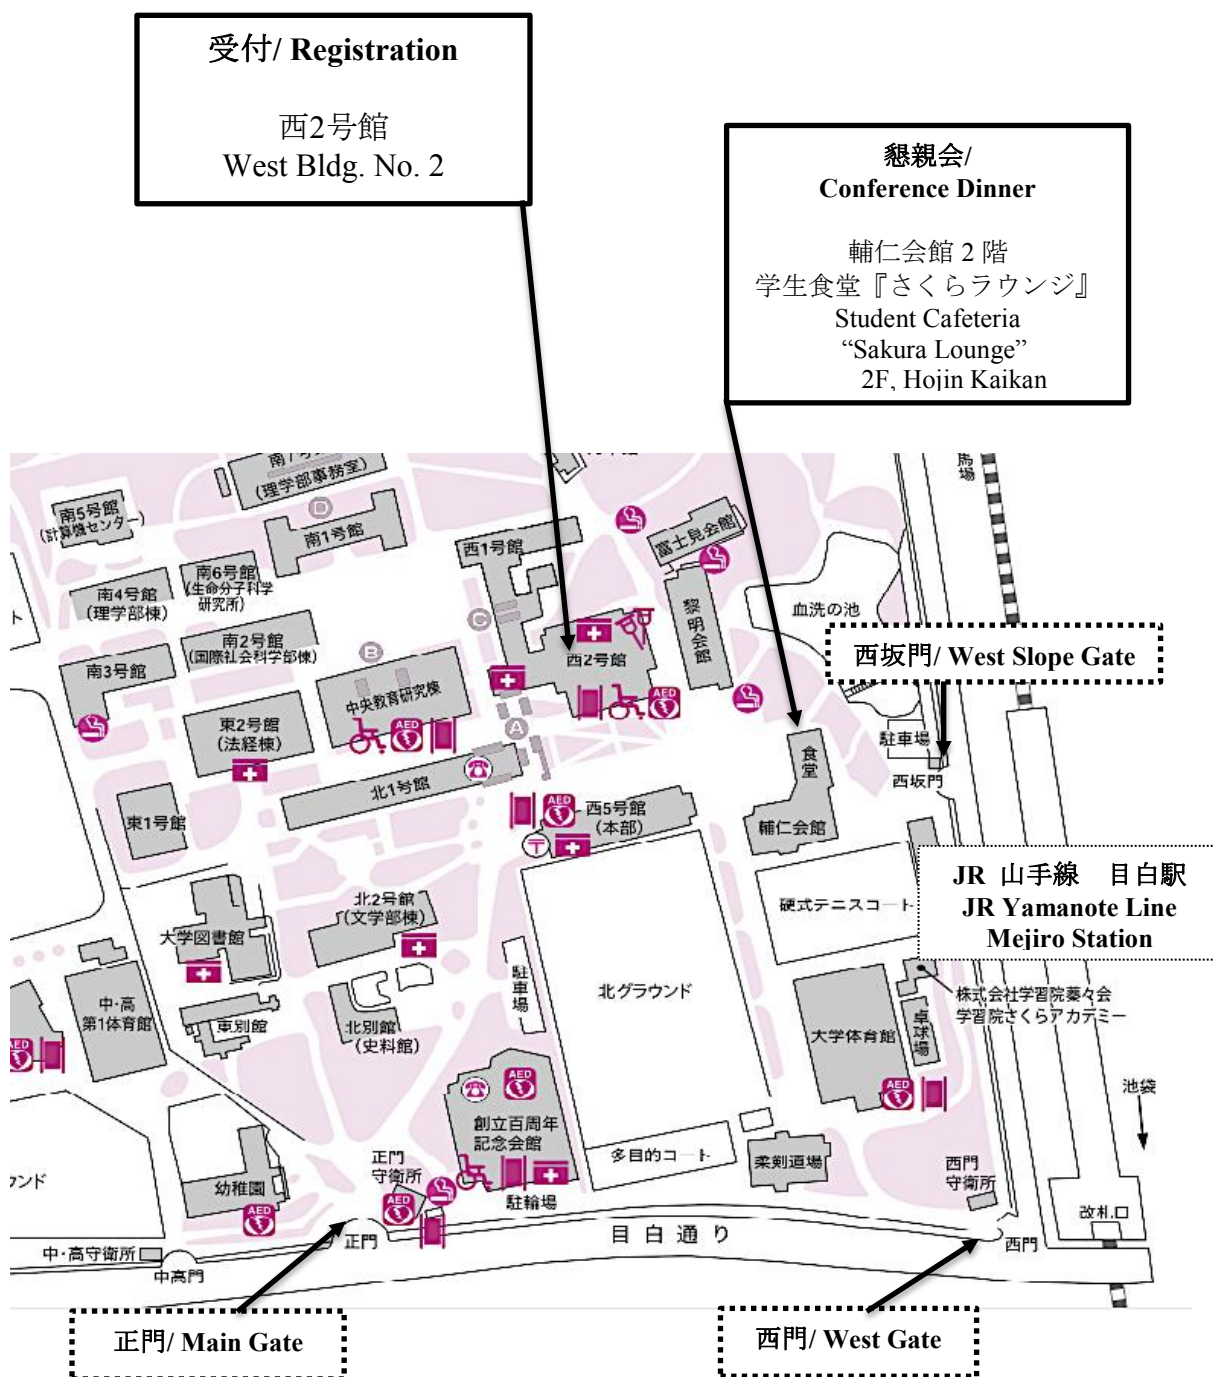 受付/ Registration
西2号館
West Bldg. No. 2
懇親会/
Conference Dinner
輔仁会館 2 階
学生食堂『さくらラウンジ』
Student Cafeteria
“Sakura Lounge”
2F, Hojin Kaikan
(理学部事務室)
D
南5号館
(計算機センター)
南1号館
西1号館
富士見会館
馬場
南6号館
(生命分子科学
研究所)
南4号館
(理学部棟)
ト
C
黎明会館
血洗の池
南2号館
(国際社会科学部棟)
B
西2号館
西坂門/ West Slope Gate
南3号館
中央教育研究棟
東2号館
(法経棟)
AED
AED
A
駐車場
食堂
西坂門
北1号館
東1号館
AED
西5号館
(本部)
輔仁会館
JR 山手線 目白駅
JR Yamanote Line
Mejiro Station
北2号館
(文学部棟)
硬式テニスコート
大学図書館
駐車場
北グラウンド
株式会社学習院蓁々会
学習院さくらアカデミー
中・高
第1体育館
東別館
北別館
(史料館)
大学体育館
卓球場
AED
AED
AED
池袋
創立百周年
記念会館
多目的コート
柔剣道場
西門
守衛所
正門
守衛所
ンド
幼稚園
AED
AED
駐輪場
改札口
中・高守衛所
中高門
正門
目白通り
西門
正門/ Main Gate
西門/ West Gate